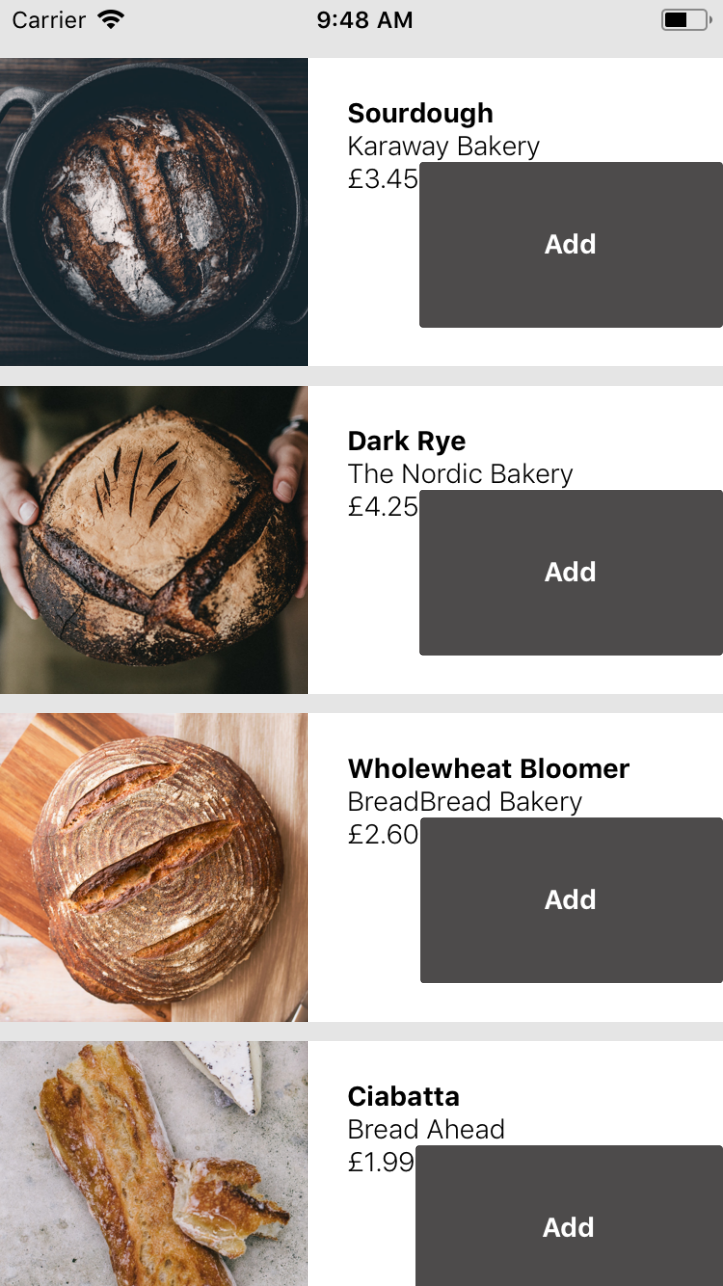 Carrier 9:48 AM
Sourdough
Karaway Bakery
£3.45
Add
Dark Rye
The Nordic Bakery
£4.25
Add
Wholewheat Bloomer
BreadBread Bakery
£2.60
Add
Ciabatta
Bread Ahead
£1.99
Add